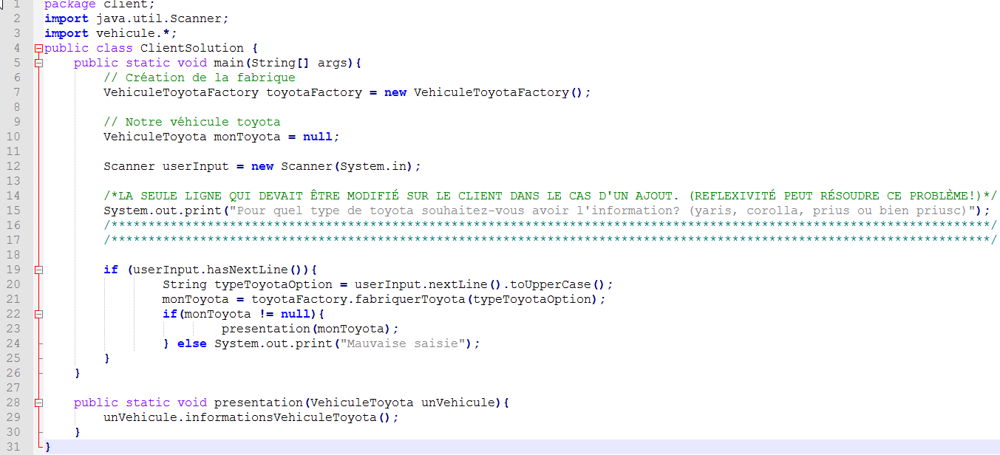 1 package client;
2 import java.util.Scanner;
3 import vehicule.*;
4 public class ClientSolution {
5 public static void main(String[] args){
6 // Création de la fabrique
7 VehiculeToyotaFactory toyotaFactory = new VehiculeToyotaFactory();
8
9 // Notre véhicule toyota
10 VehiculeToyota monToyota = null;
11
12 Scanner userInput = new Scanner(System.in);
13
14 /*LA SEULE LIGNE QUI DEVAIT ÊTRE MODIFIÉ SUR LE CLIENT DANS LE CAS D'UN AJOUT. (REFLEXIVITÉ PEUT RÉSOUDRE CE PROBLÈME!)*/
15 System.out.print("Pour quel type de toyota souhaitez-vous avoir l'information? (yaris, corolla, prius ou bien priusc)");
16 /***********************************************************************************************************************/
17 /***********************************************************************************************************************/
18
19 if (userInput.hasNextLine()){
20 String typeToyotaOption = userInput.nextLine().toUpperCase();
21 monToyota = toyotaFactory.fabriquerToyota(typeToyotaOption);
22 if(monToyota != null){
23 presentation(monToyota);
24 } else System.out.print("Mauvaise saisie");
25 }
26 }
27
28 public static void presentation(VehiculeToyota unVehicule){
29 unVehicule.informationsVehiculeToyota();
30 }
31 }